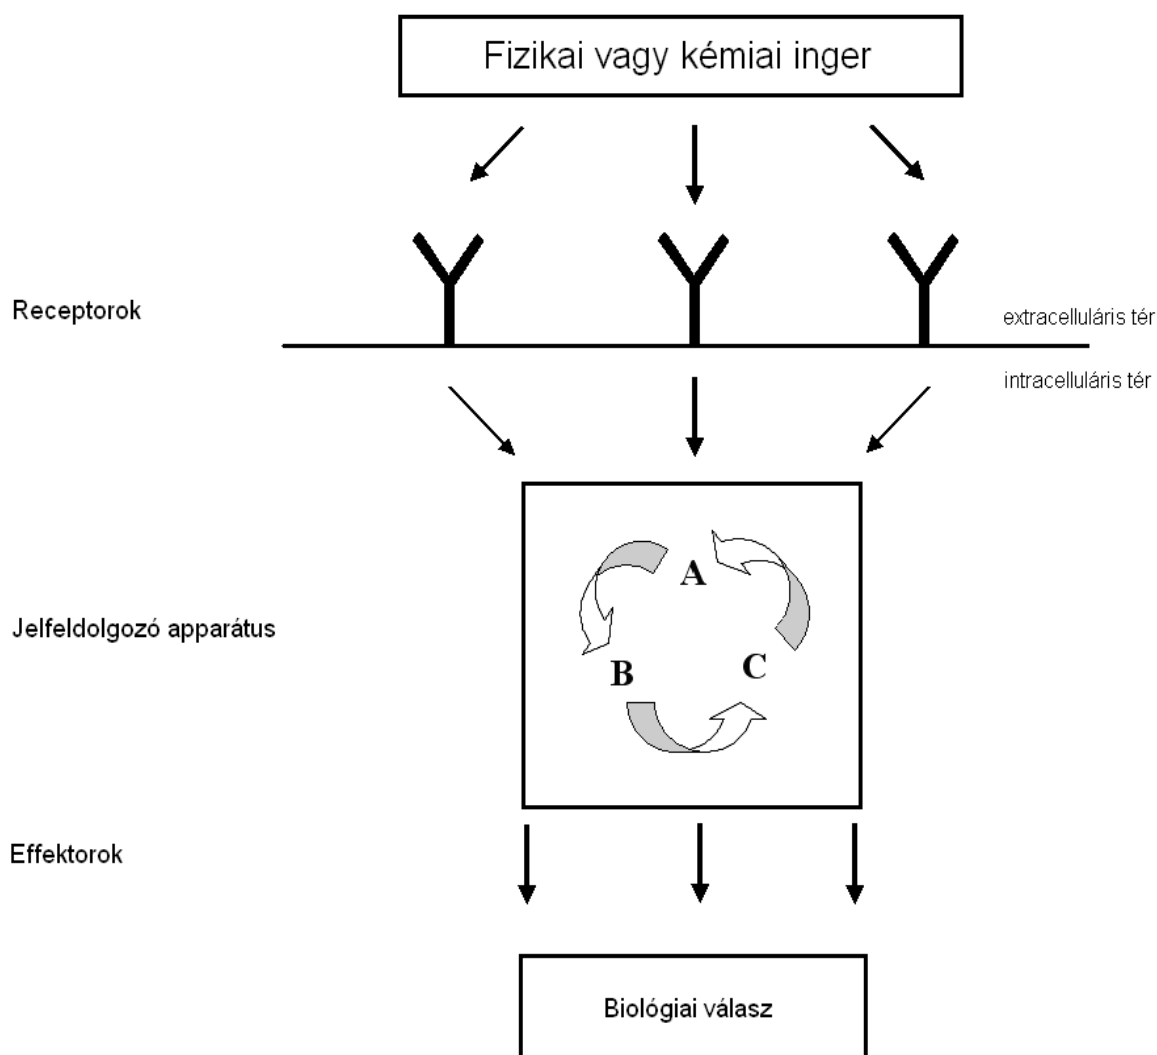 Fizikai vagy kémiai inger
Receptorok
extracelluláris tér
intracelluláris tér
A
Jelfeldolgozó apparátus
B
C
Effektorok
Biológiai válasz